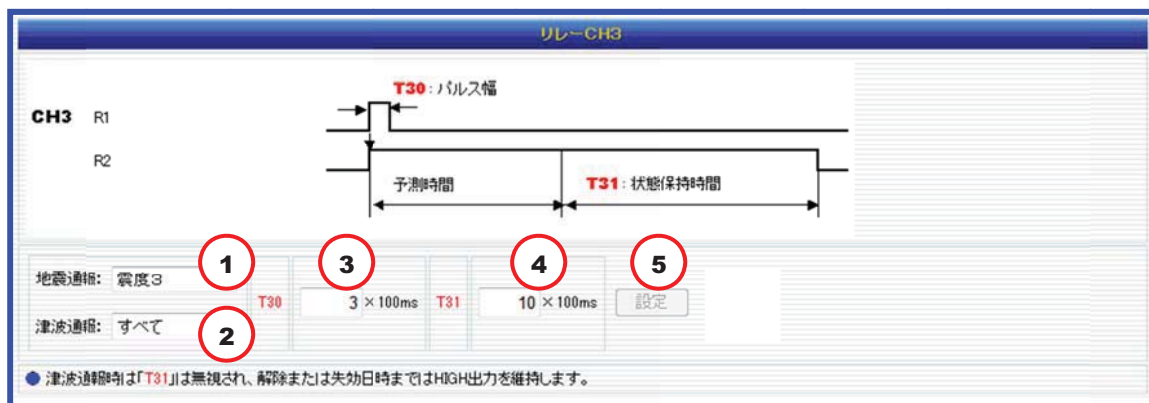 リレーCH3
T30:パルス幅
CH3 R1
R2
予測時間 T31:状態保持時間
① ③ ④ ⑤
地震通報: 震度3
T30 3 ×100ms T31 10 ×100ms 設定
津波通報: すべて ②
● 津波通報時は「T31」は無視され、解除または失効日時まではHIGH出力を維持します。